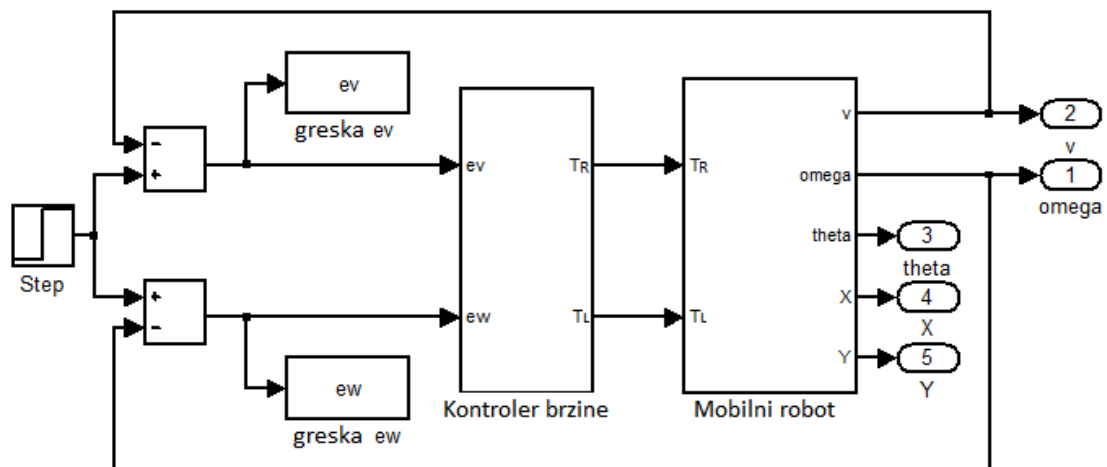 ev
greska ev
-
+
Step
+
-
ew
greska ew
ev
ew
TR
TL
Kontroler brzine
TR
TL
v
omega
theta
X
Y
Mobilni robot
2
v
1
omega
3
theta
4
X
5
Y